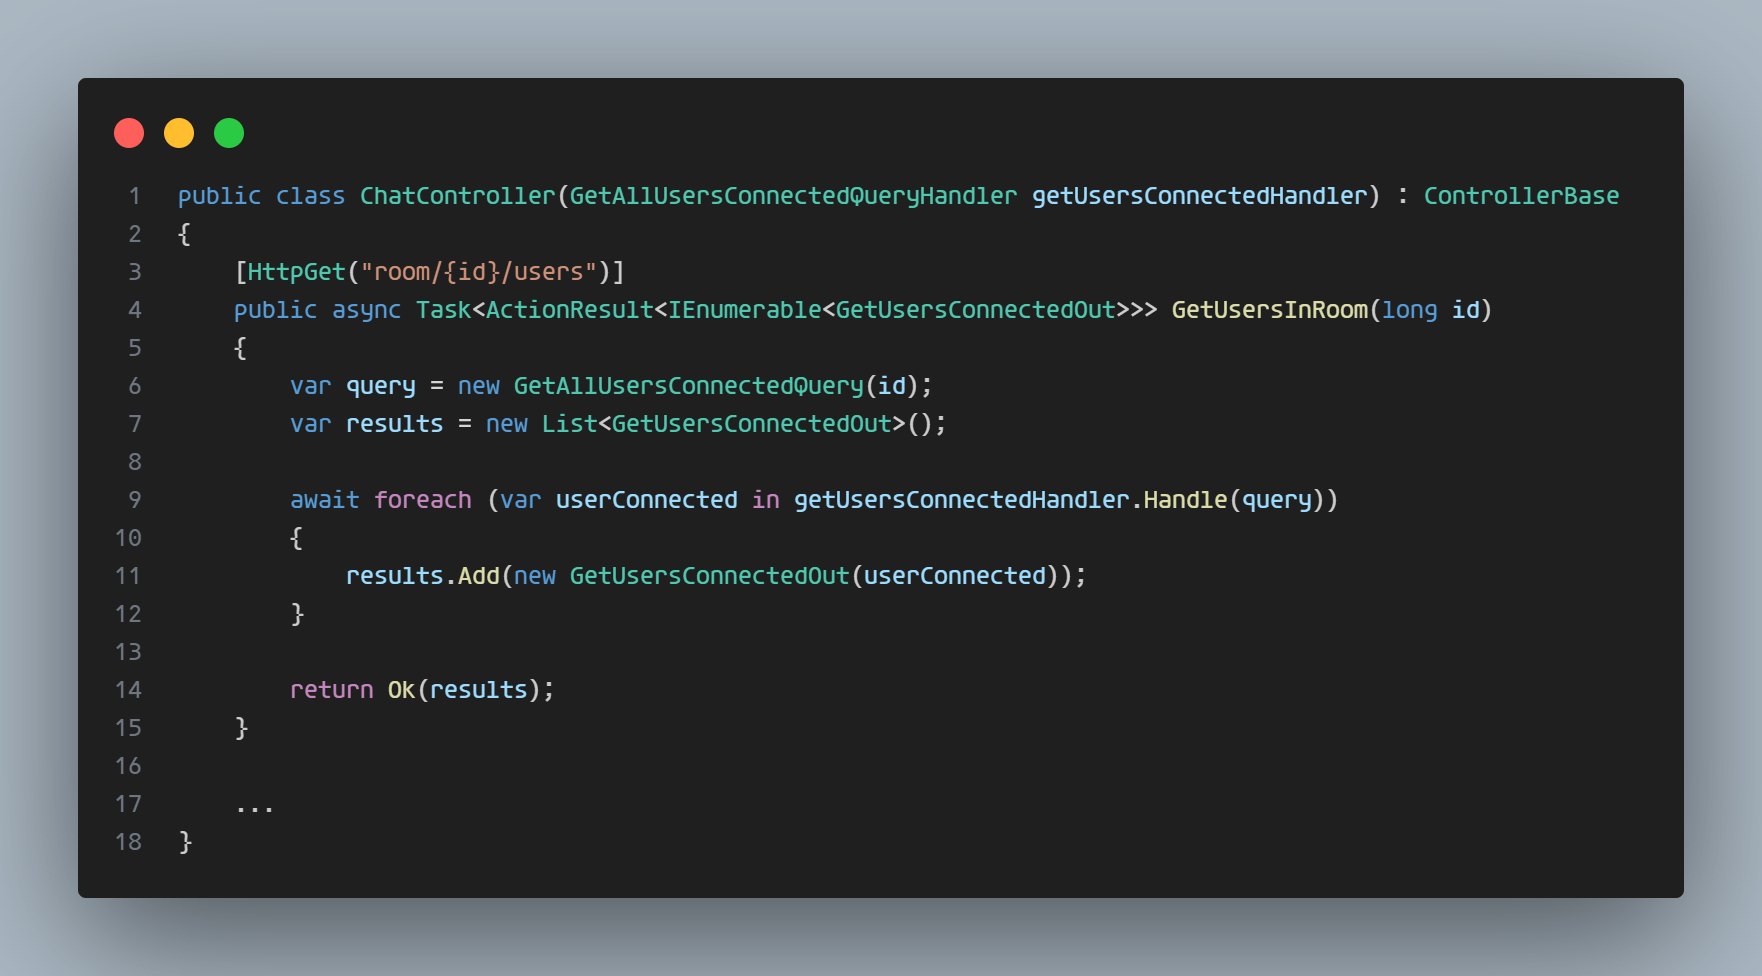 1 public class ChatController(GetAllUsersConnectedQueryHandler getUsersConnectedHandler) : ControllerBase
2 {
3     [HttpGet("room/{id}/users")]
4     public async Task<ActionResult<IEnumerable<GetUsersConnectedOut>>> GetUsersInRoom(long id)
5     {
6         var query = new GetAllUsersConnectedQuery(id);
7         var results = new List<GetUsersConnectedOut>();
8
9         await foreach (var userConnected in getUsersConnectedHandler.Handle(query))
10         {
11             results.Add(new GetUsersConnectedOut(userConnected));
12         }
13
14         return Ok(results);
15     }
16
17     ...
18 }